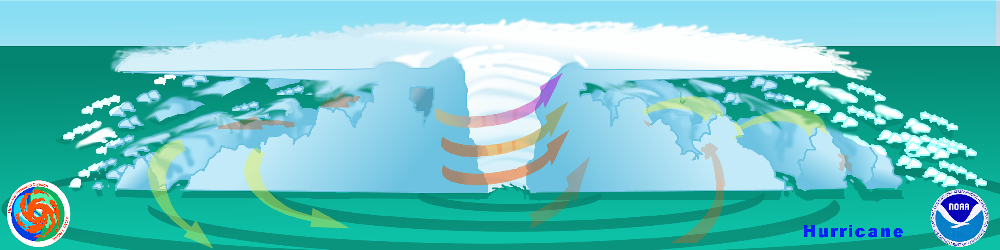 Hurricane Research Division
AOML / NOAA
Hurricane
NATIONAL OCEANIC AND ATMOSPHERIC ADMINISTRATION
NOAA
U.S. DEPARTMENT OF COMMERCE